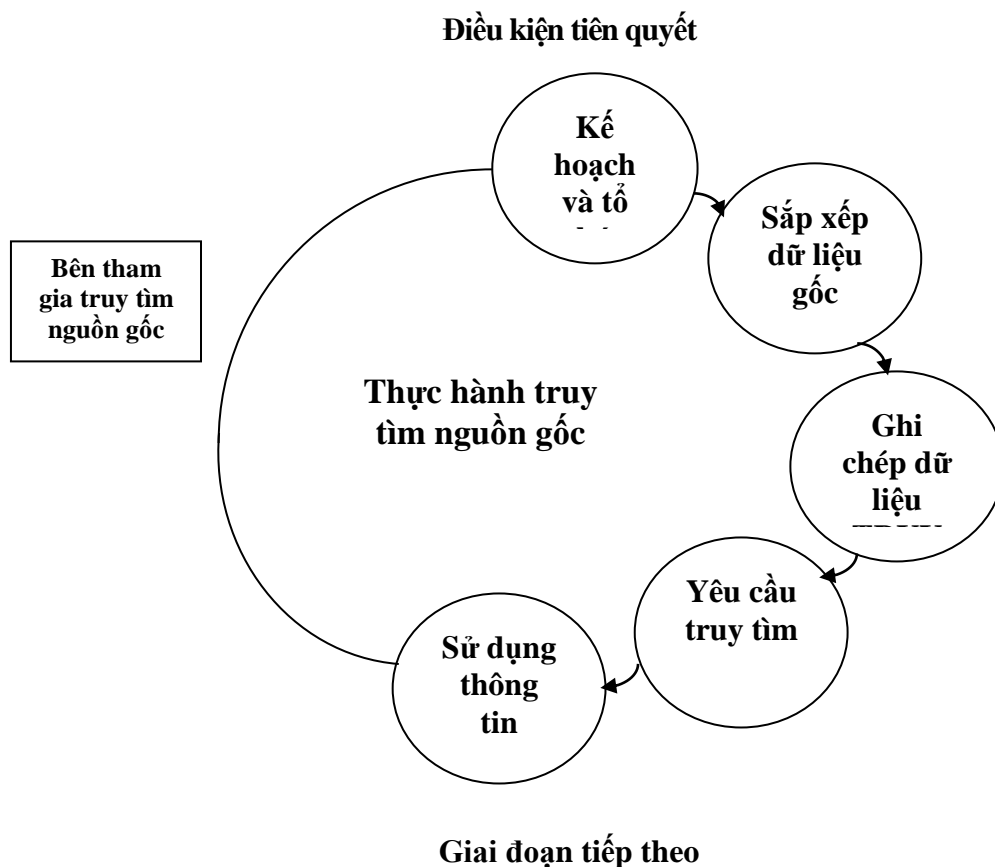 Điều kiện tiên quyết
Kế
hoạch
và tổ
Sắp xếp
dữ liệu
gốc
Bên tham
gia truy tìm
nguồn gốc
Thực hành truy
tìm nguồn gốc
Ghi
chép dữ
liệu
Yêu cầu
truy tìm
Sử dụng
thông
tin
Giai đoạn tiếp theo